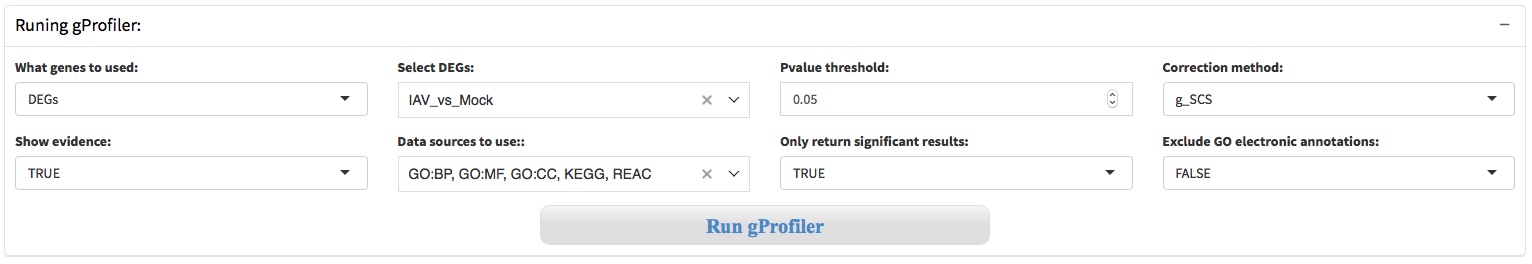 Runing gProfiler:
What genes to used: Select DEGs: Pvalue threshold: Correction method:
DEGs IAV_vs_Mock 0.05 g_SCS
Show evidence: Data sources to use:: Only return significant results: Exclude GO electronic annotations:
TRUE GO:BP, GO:MF, GO:CC, KEGG, REAC TRUE FALSE
Run gProfiler